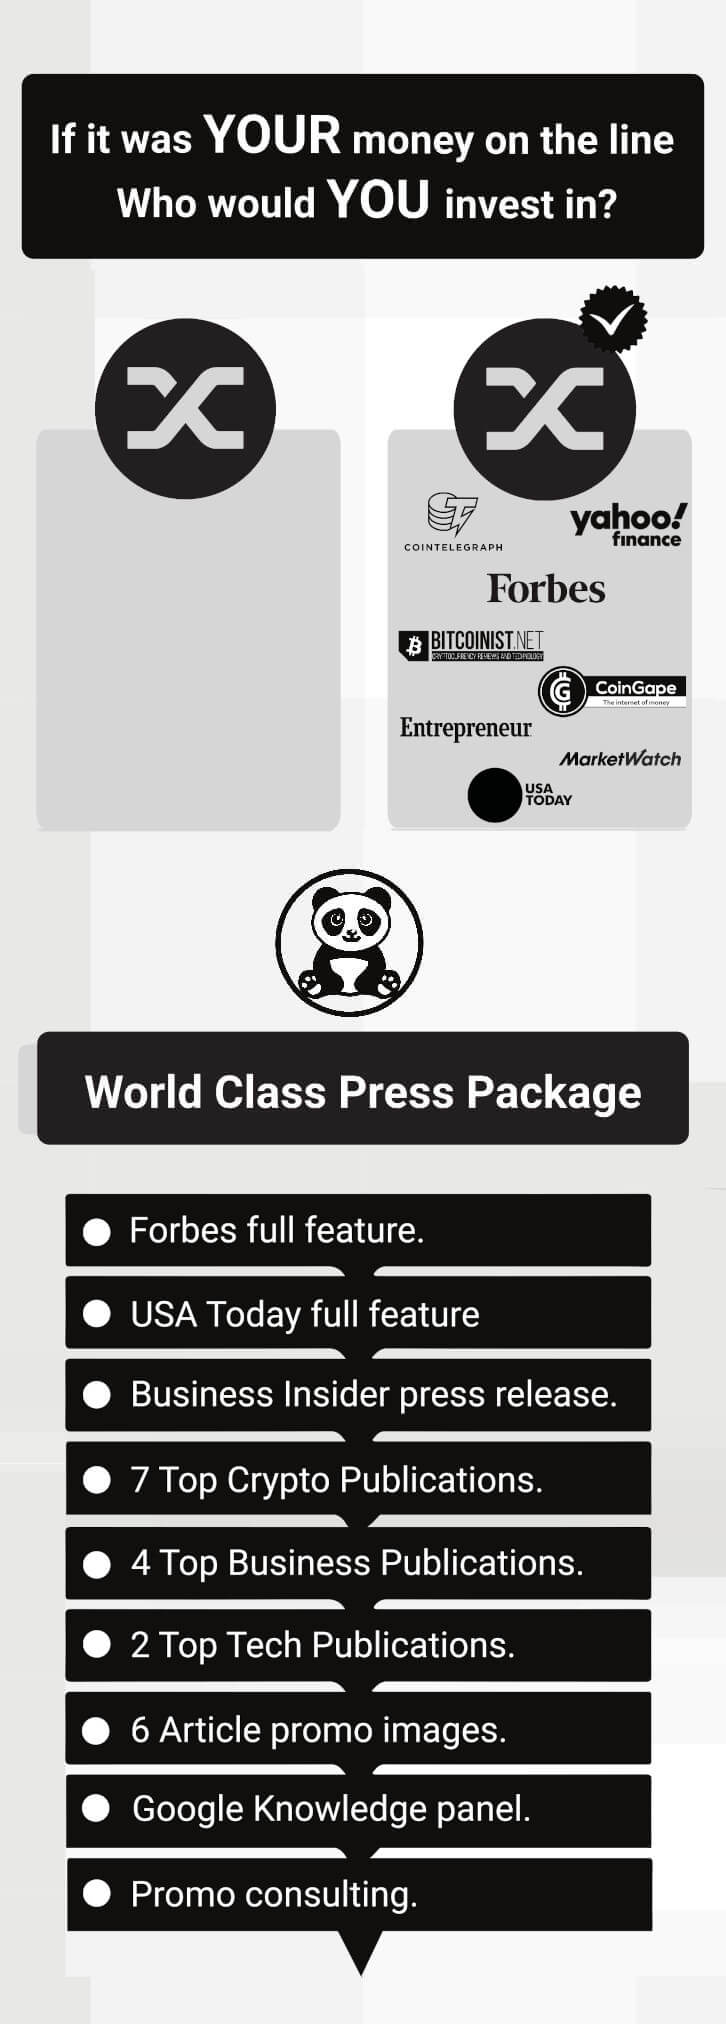 If it was YOUR money on the line
Who would YOU invest in?
COINTELEGRAPH
yahoo!
finance
Forbes
BITCOINIST.NET
CRYPTOCURRENCY REVIEWS AND TECHNOLOGY
CoinGape
The internet of money
Entrepreneur
MarketWatch
USA
TODAY
World Class Press Package
Forbes full feature.
USA Today full feature
Business Insider press release.
7 Top Crypto Publications.
4 Top Business Publications.
2 Top Tech Publications.
6 Article promo images.
Google Knowledge panel.
Promo consulting.